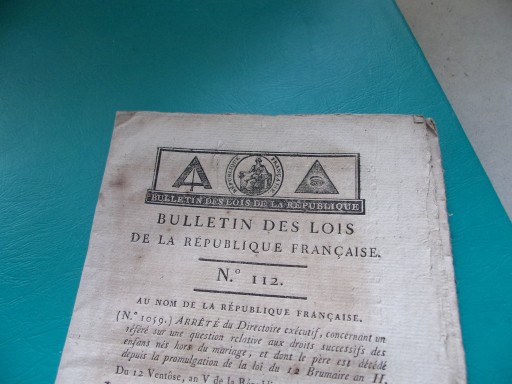 RÉPUBLIQUE FRANÇAISE
BULLETIN DES LOIS DE LA RÉPUBLIQUE
BULLETIN DES LOIS
DE LA RÉPUBLIQUE FRANÇAISE.
N.° 112.
AU NOM DE LA RÉPUBLIQUE FRANÇAISE.
(N.° 1059.) ARRÊTÉ du Directoire exécutif, concernant un
référé sur une question relative aux droits successifs des
enfans nés hors du mariage, et dont le père est décédé
depuis la promulgation de la loi du 12 Brumaire an II.
Du 12 Ventôse, an V de la